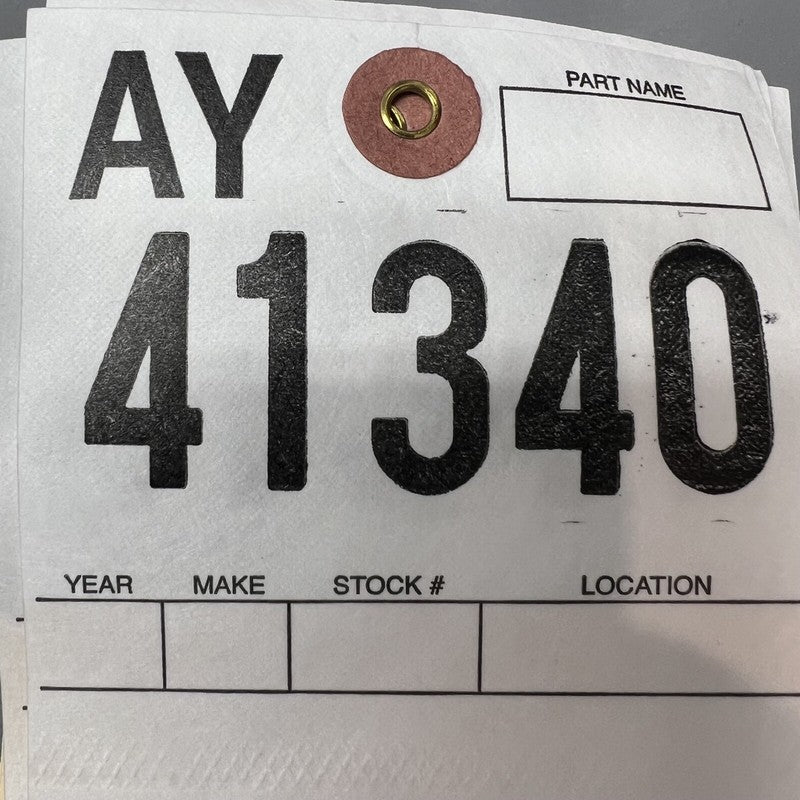 AY
PART NAME
41340
YEAR MAKE STOCK # LOCATION